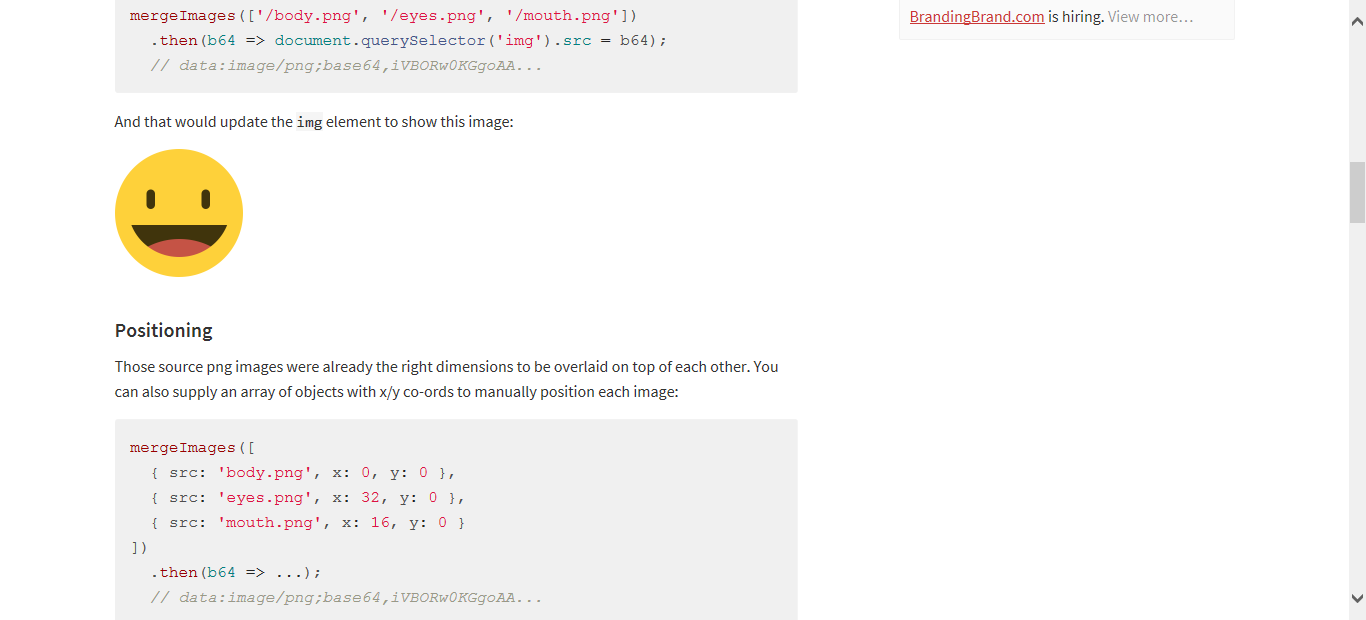 mergeImages(['/body.png', '/eyes.png', '/mouth.png'])
  .then(b64 => document.querySelector('img').src = b64);
  // data:image/png;base64,iVBORw0KGgoAA...
BrandingBrand.com is hiring. View more…
And that would update the img element to show this image:
Positioning
Those source png images were already the right dimensions to be overlaid on top of each other. You
can also supply an array of objects with x/y co-ords to manually position each image:
mergeImages([
  { src: 'body.png', x: 0, y: 0 },
  { src: 'eyes.png', x: 32, y: 0 },
  { src: 'mouth.png', x: 16, y: 0 }
])
  .then(b64 => ...);
  // data:image/png;base64,iVBORw0KGgoAA...